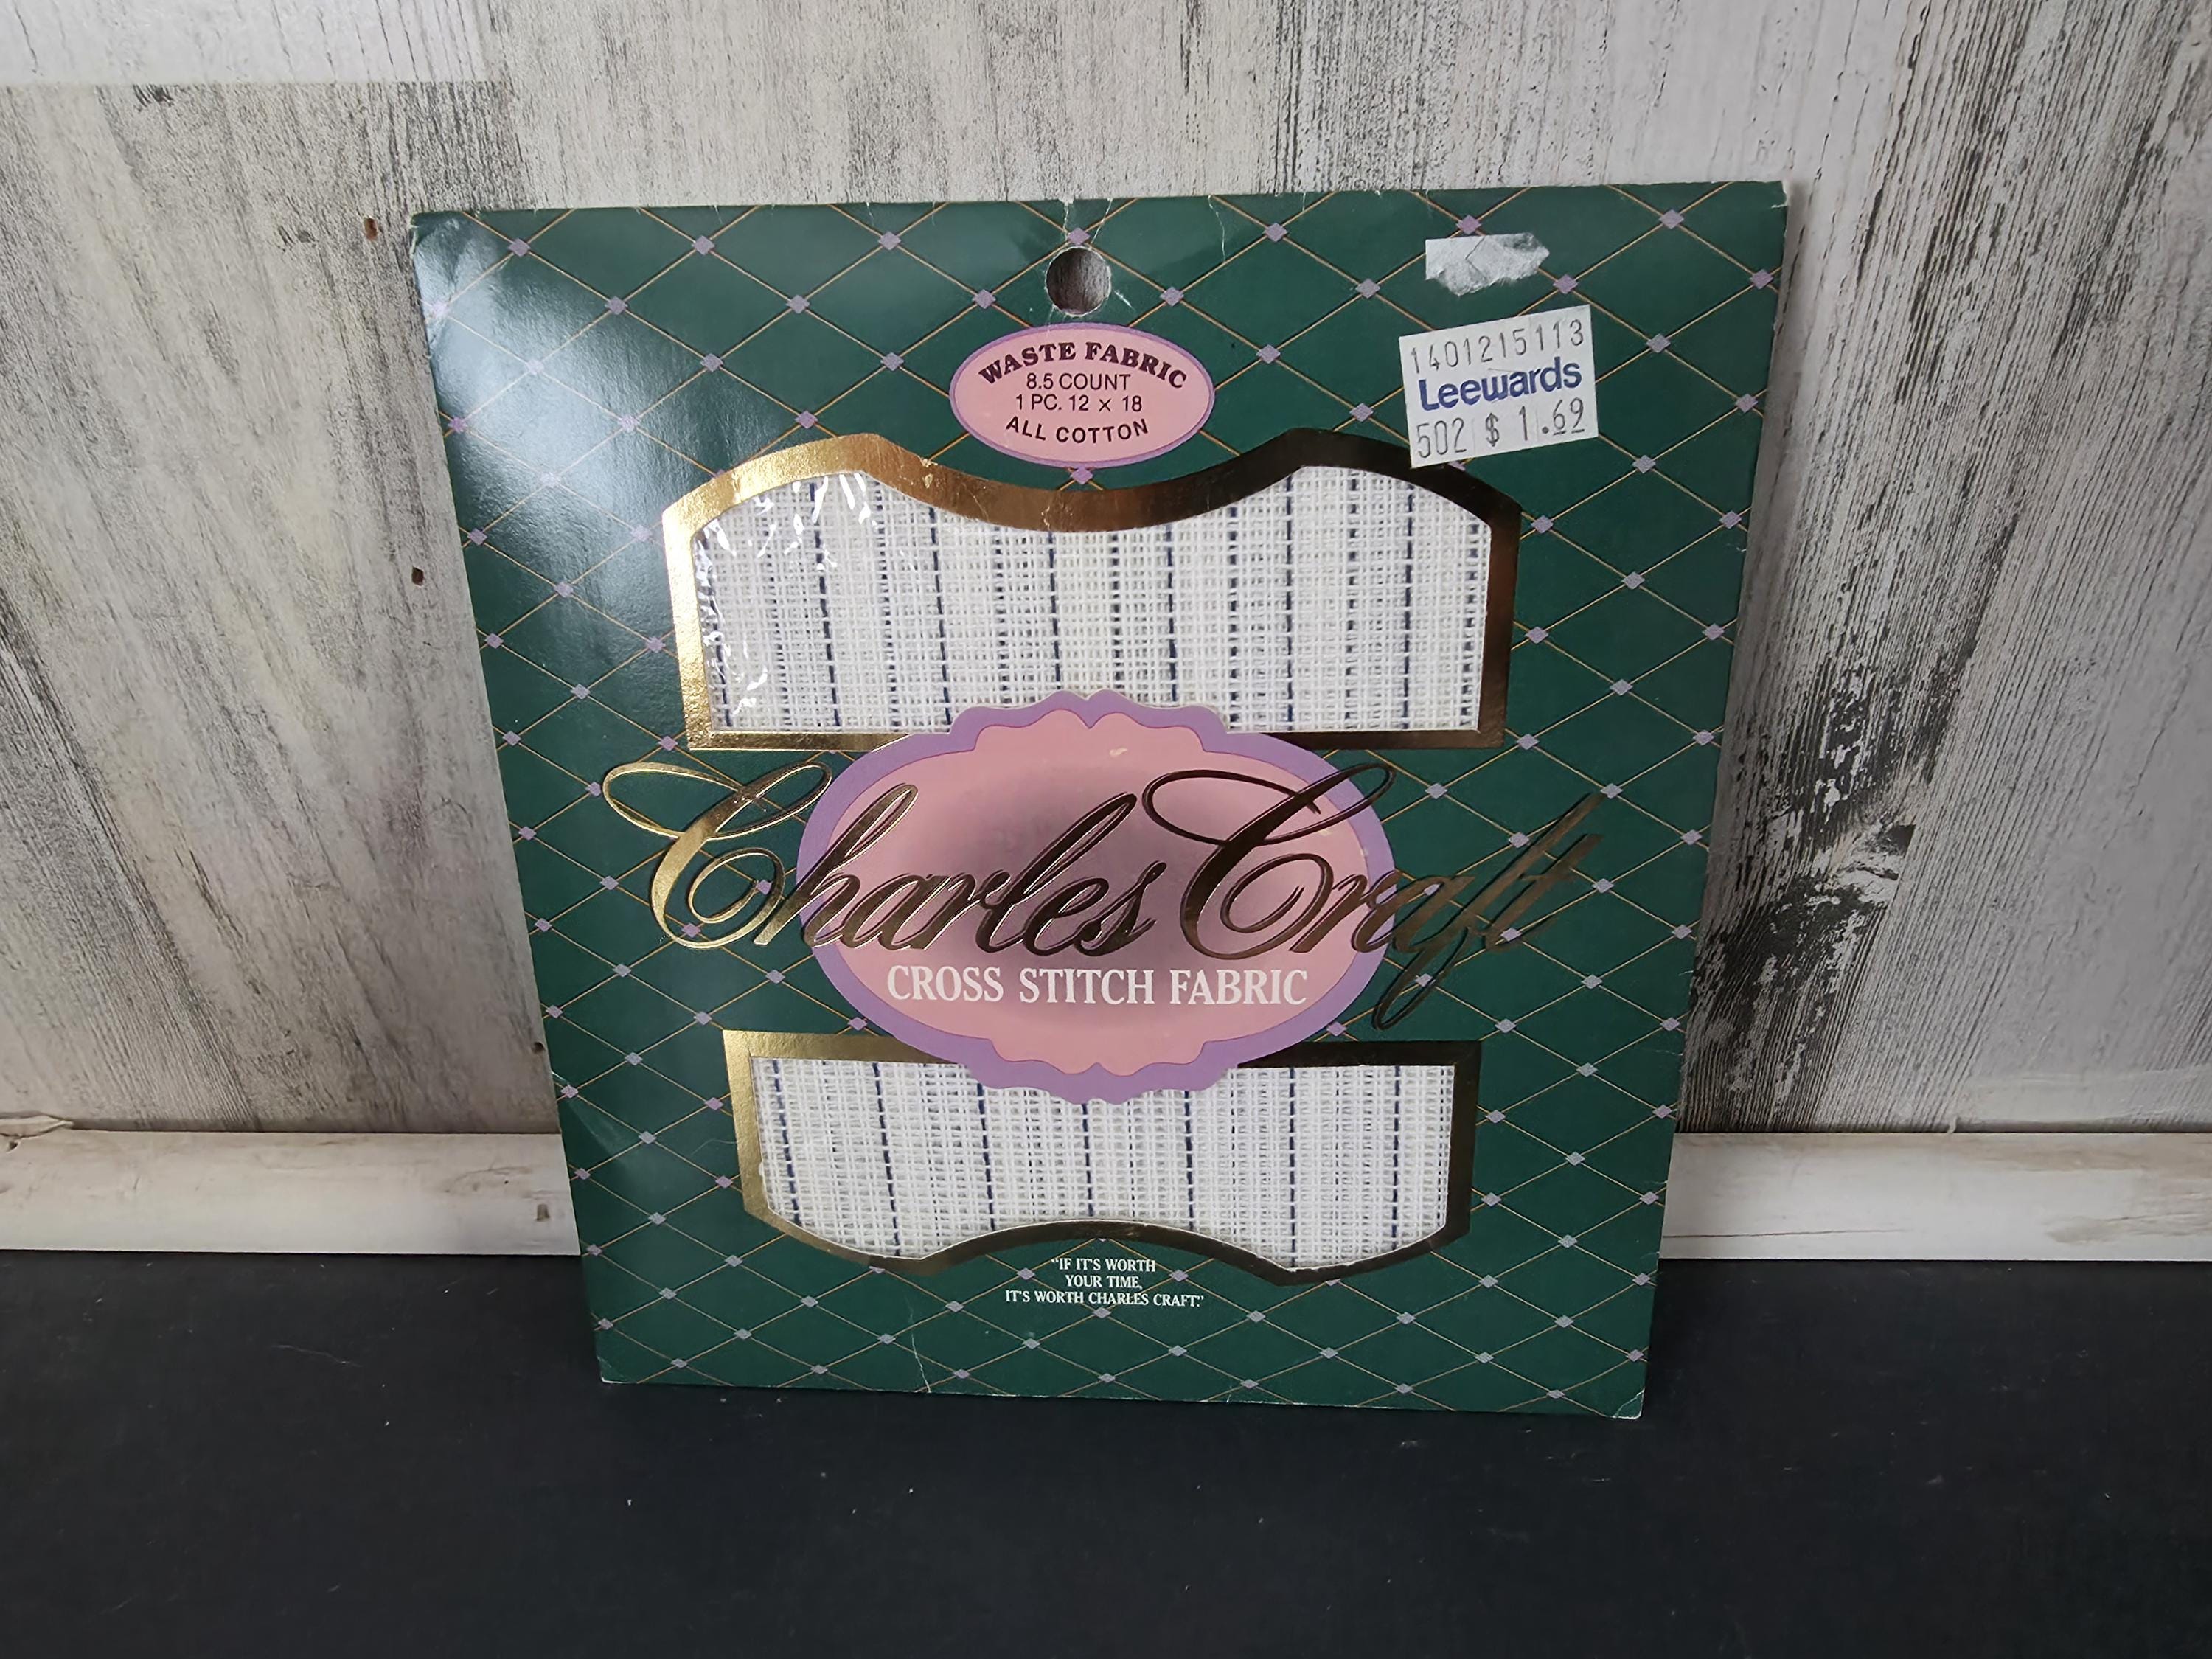 WASTE FABRIC
8.5 COUNT
1 PC. 12 × 18
ALL COTTON
1401215113
Leewards
502 $ 1.69
Charles Craft
CROSS STITCH FABRIC
"IF IT'S WORTH
YOUR TIME,
IT'S WORTH CHARLES CRAFT."